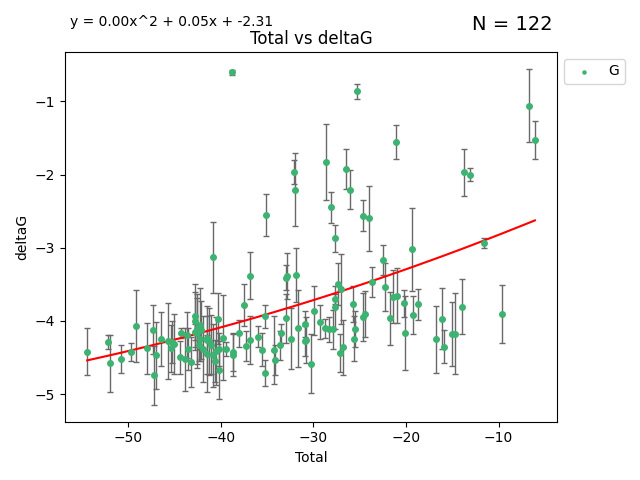 y = 0.00x^2 + 0.05x + -2.31
N = 122
Total vs deltaG
G
deltaG
−1
−2
−3
−4
−5
−50 −40 −30 −20 −10
Total